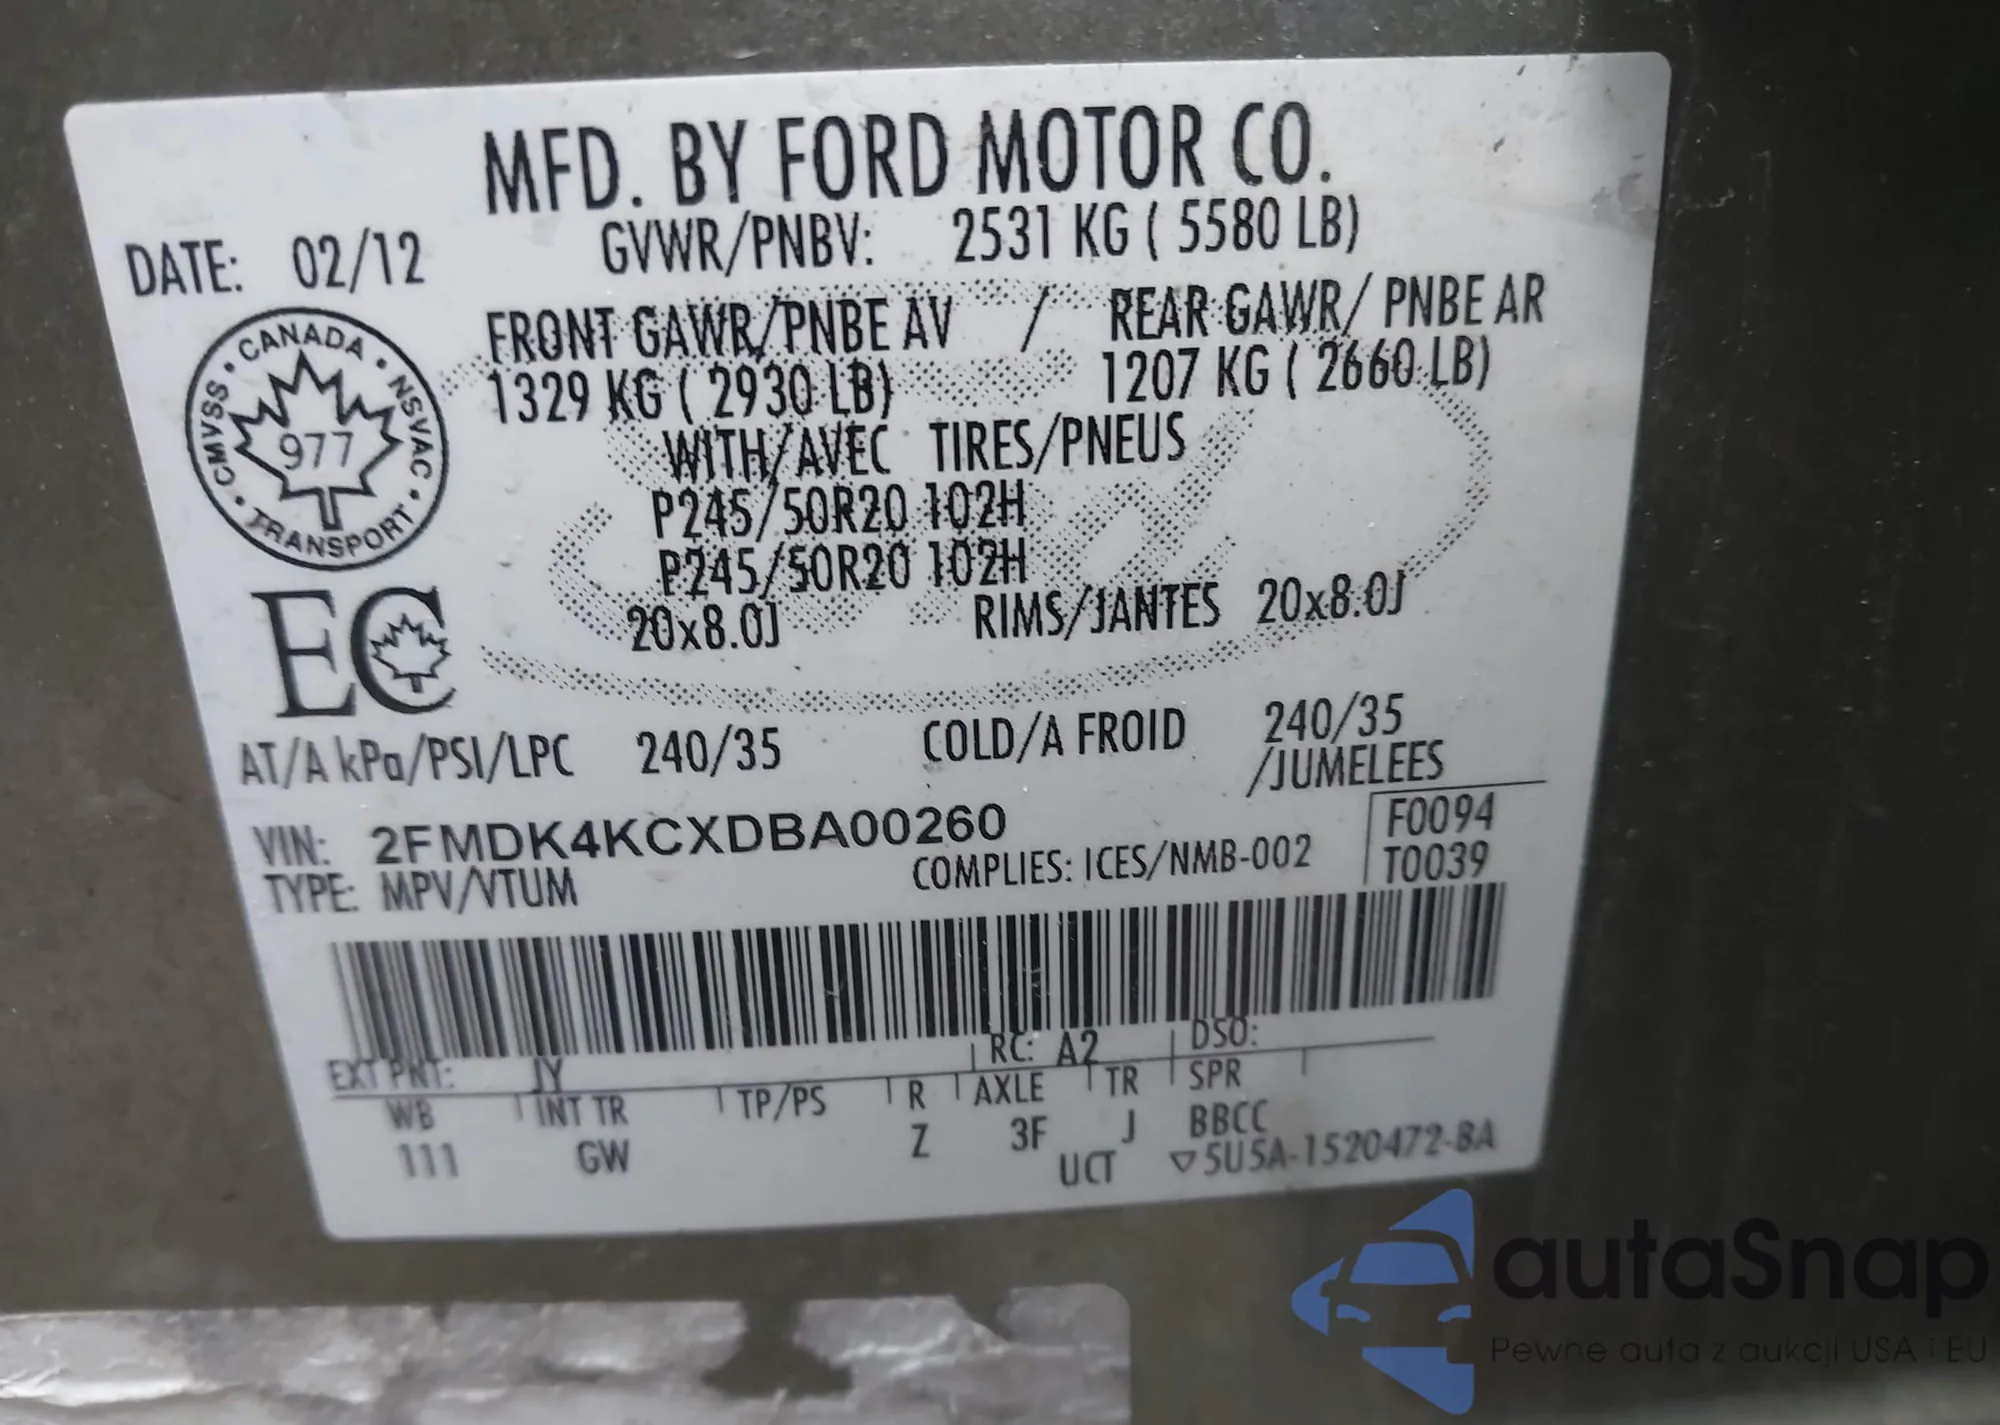 MFD. BY FORD MOTOR CO.
DATE: 02/12
GVWR/PNBV: 2531 KG ( 5580 LB)
FRONT GAWR/PNBE AV / REAR GAWR/ PNBE AR
1329 KG ( 2930 LB) 1207 KG ( 2660 LB)
WITH/AVEC TIRES/PNEUS
P245/50R20 102H
P245/50R20 102H
20x8.0J RIMS/JANTES 20x8.0J
CANADA
CMVSS 977 NSVAC
TRANSPORT
EC
AT/A kPa/PSI/LPC 240/35 COLD/A FROID 240/35
/JUMELEES
VIN: 2FMDK4KCXDBA00260
F0094
TYPE: MPV/VTUM COMPLIES: ICES/NMB-002 T0039
EXT PNT: JY RC: A2 DSO:
WB INT TR TP/PS R AXLE TR SPR
111 GW Z 3F J BBCC
UCT ▽5U5A-1520472-BA
autaSnap
Pewne auta z aukcji USA i EU